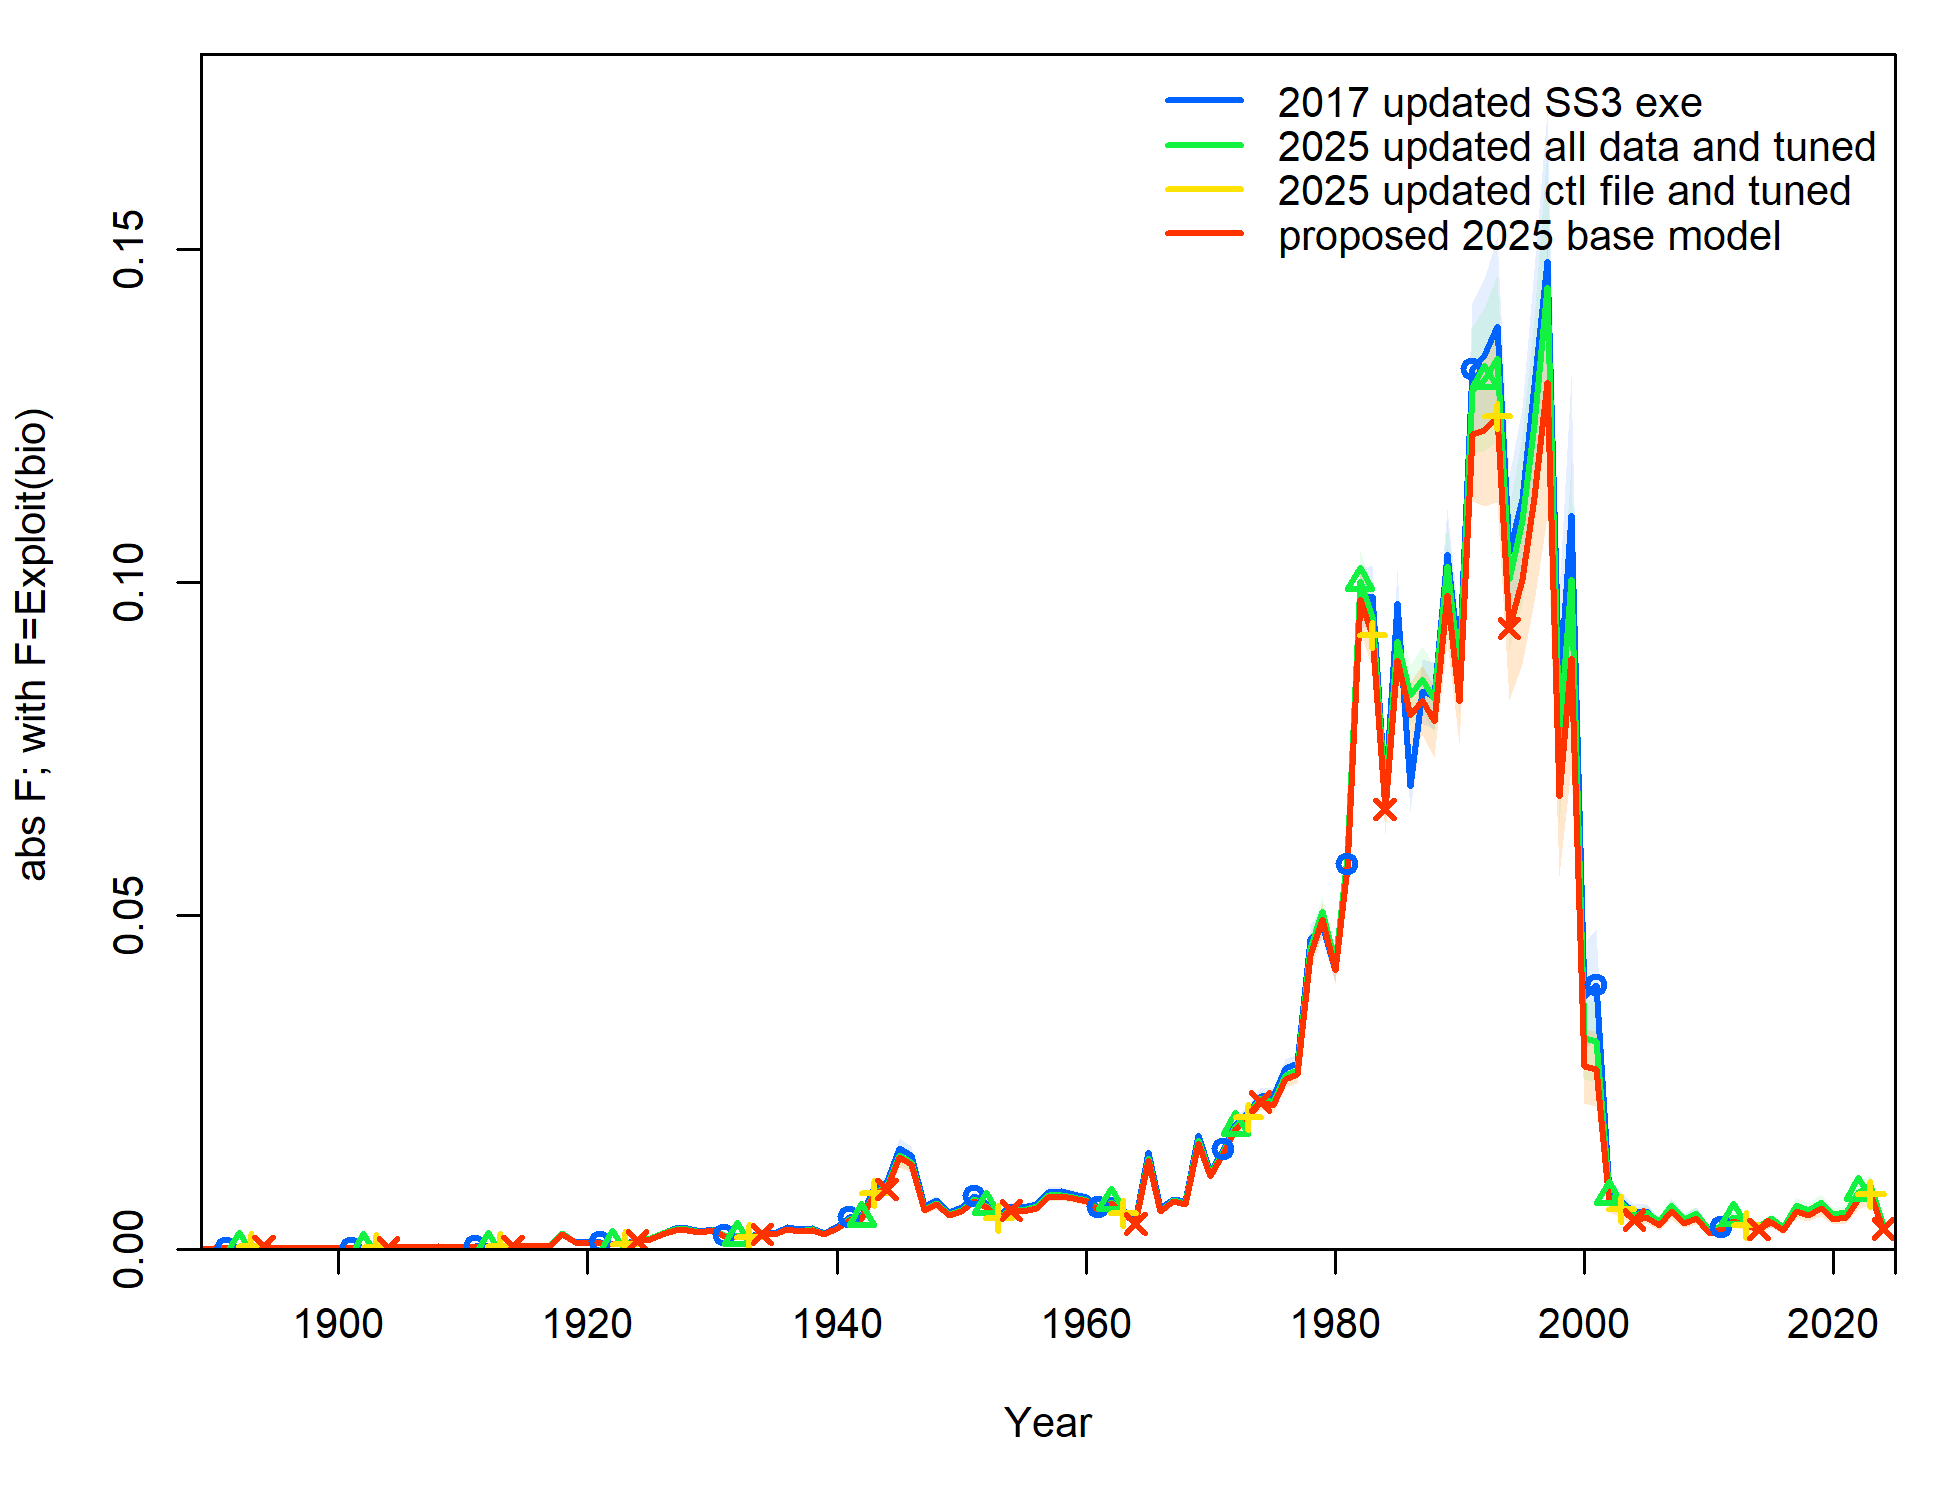 2017 updated SS3 exe
2025 updated all data and tuned
2025 updated ctl file and tuned
proposed 2025 base model
abs F; with F=Exploit(bio)
0.15
0.10
0.05
0.00
1900 1920 1940 1960 1980 2000 2020
Year